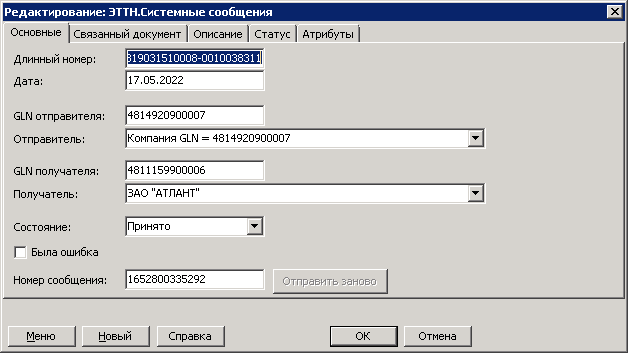 Редактирование: ЭТТН.Системные сообщения
Основные Связанный документ Описание Статус Атрибуты
Длинный номер: 319031510008-0010038311
Дата: 17.05.2022
GLN отправителя: 4814920900007
Отправитель: Компания GLN = 4814920900007
GLN получателя: 4811159900006
Получатель: ЗАО "АТЛАНТ"
Состояние: Принято
Была ошибка
Номер сообщения: 1652800335292 Отправить заново
Меню Новый Справка ОК Отмена